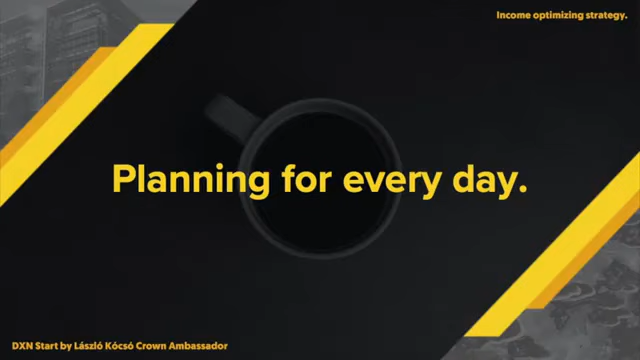 Income optimizing strategy.
Planning for every day.
DXN Start by László Kócsó Crown Ambassador